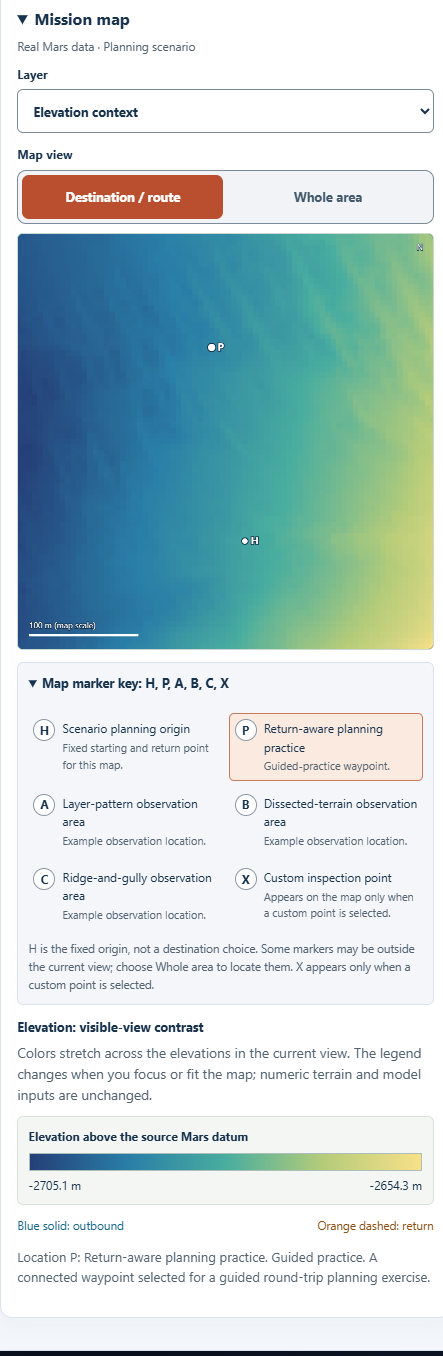 ▼ Mission map
Real Mars data · Planning scenario
Layer
Elevation context
Map view
Destination / route
Whole area
N
P
H
100 m (map scale)
▼ Map marker key: H, P, A, B, C, X
H
Scenario planning origin
Fixed starting and return point
for this map.
P
Return-aware planning
practice
Guided-practice waypoint.
A
Layer-pattern observation
area
Example observation location.
B
Dissected-terrain observation
area
Example observation location.
C
Ridge-and-gully observation
area
Example observation location.
X
Custom inspection point
Appears on the map only when
a custom point is selected.
H is the fixed origin, not a destination choice. Some markers may be outside
the current view; choose Whole area to locate them. X appears only when a
custom point is selected.
Elevation: visible-view contrast
Colors stretch across the elevations in the current view. The legend
changes when you focus or fit the map; numeric terrain and model
inputs are unchanged.
Elevation above the source Mars datum
-2705.1 m
-2654.3 m
Blue solid: outbound
Orange dashed: return
Location P: Return-aware planning practice. Guided practice. A
connected waypoint selected for a guided round-trip planning exercise.